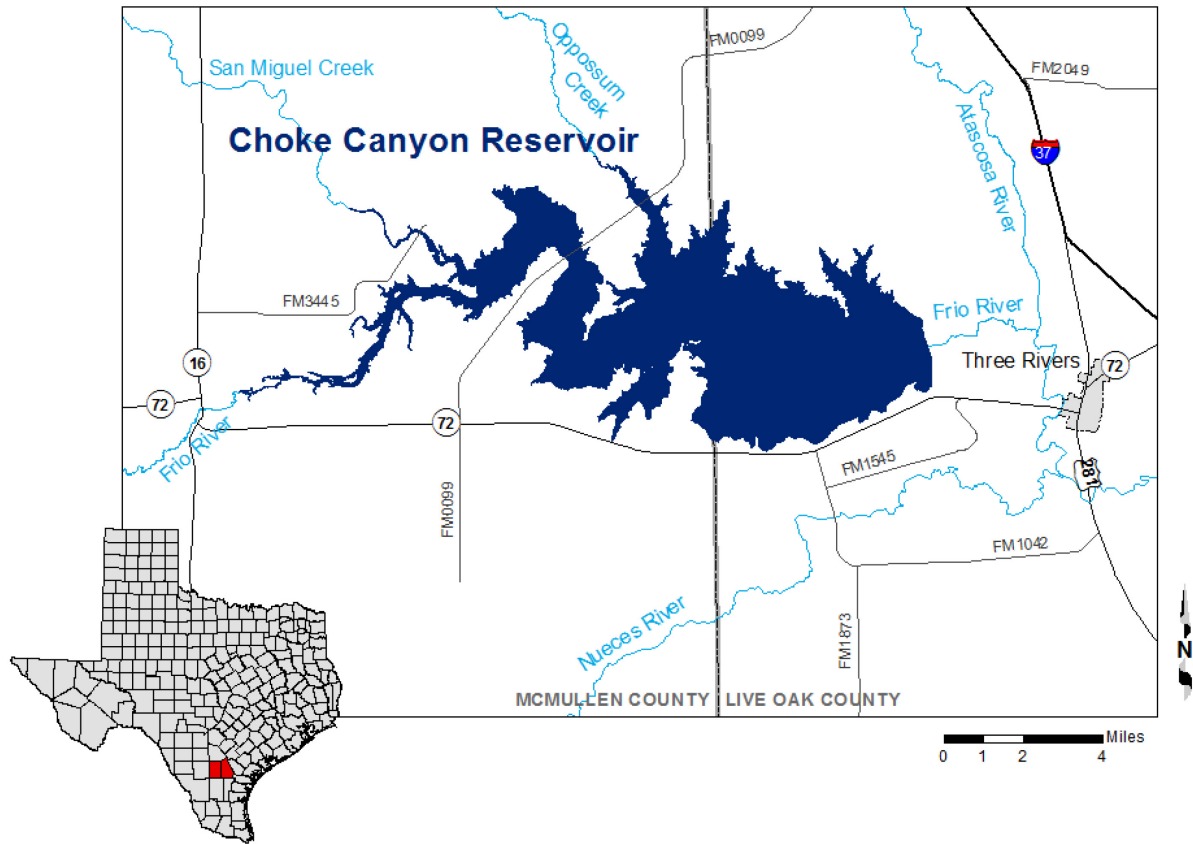 FM0099
Oppossum
Creek
San Miguel Creek
FM2049
Choke Canyon Reservoir
37
Atascosa River
FM3445
Frio River
16
Three Rivers
72
72
72
Frio River
FM1545
281
FM0099
FM1042
Nueces River
FM1873
N
MCMULLEN COUNTY
LIVE OAK COUNTY
Miles
0 1 2 4